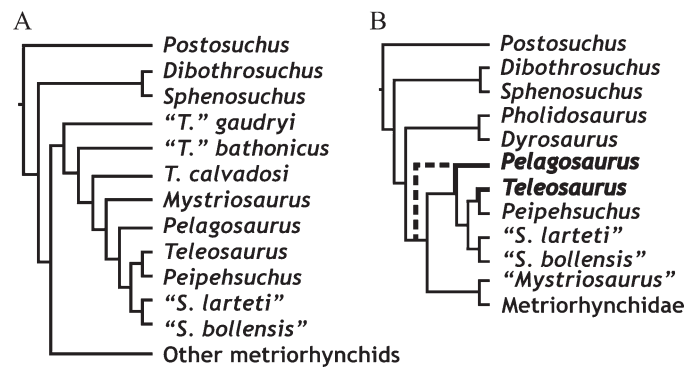 A
Postosuchus
Dibothrosuchus
Sphenosuchus
“T.” gaudryi
“T.” bathonicus
T. calvadosi
Mystriosaurus
Pelagosaurus
Teleosaurus
Peipehsuchus
“S. larteti”
“S. bollensis”
Other metriorhynchids
B
Postosuchus
Dibothrosuchus
Sphenosuchus
Pholidosaurus
Dyrosaurus
Pelagosaurus
Teleosaurus
Peipehsuchus
“S. larteti”
“S. bollensis”
“Mystriosaurus”
Metriorhynchidae